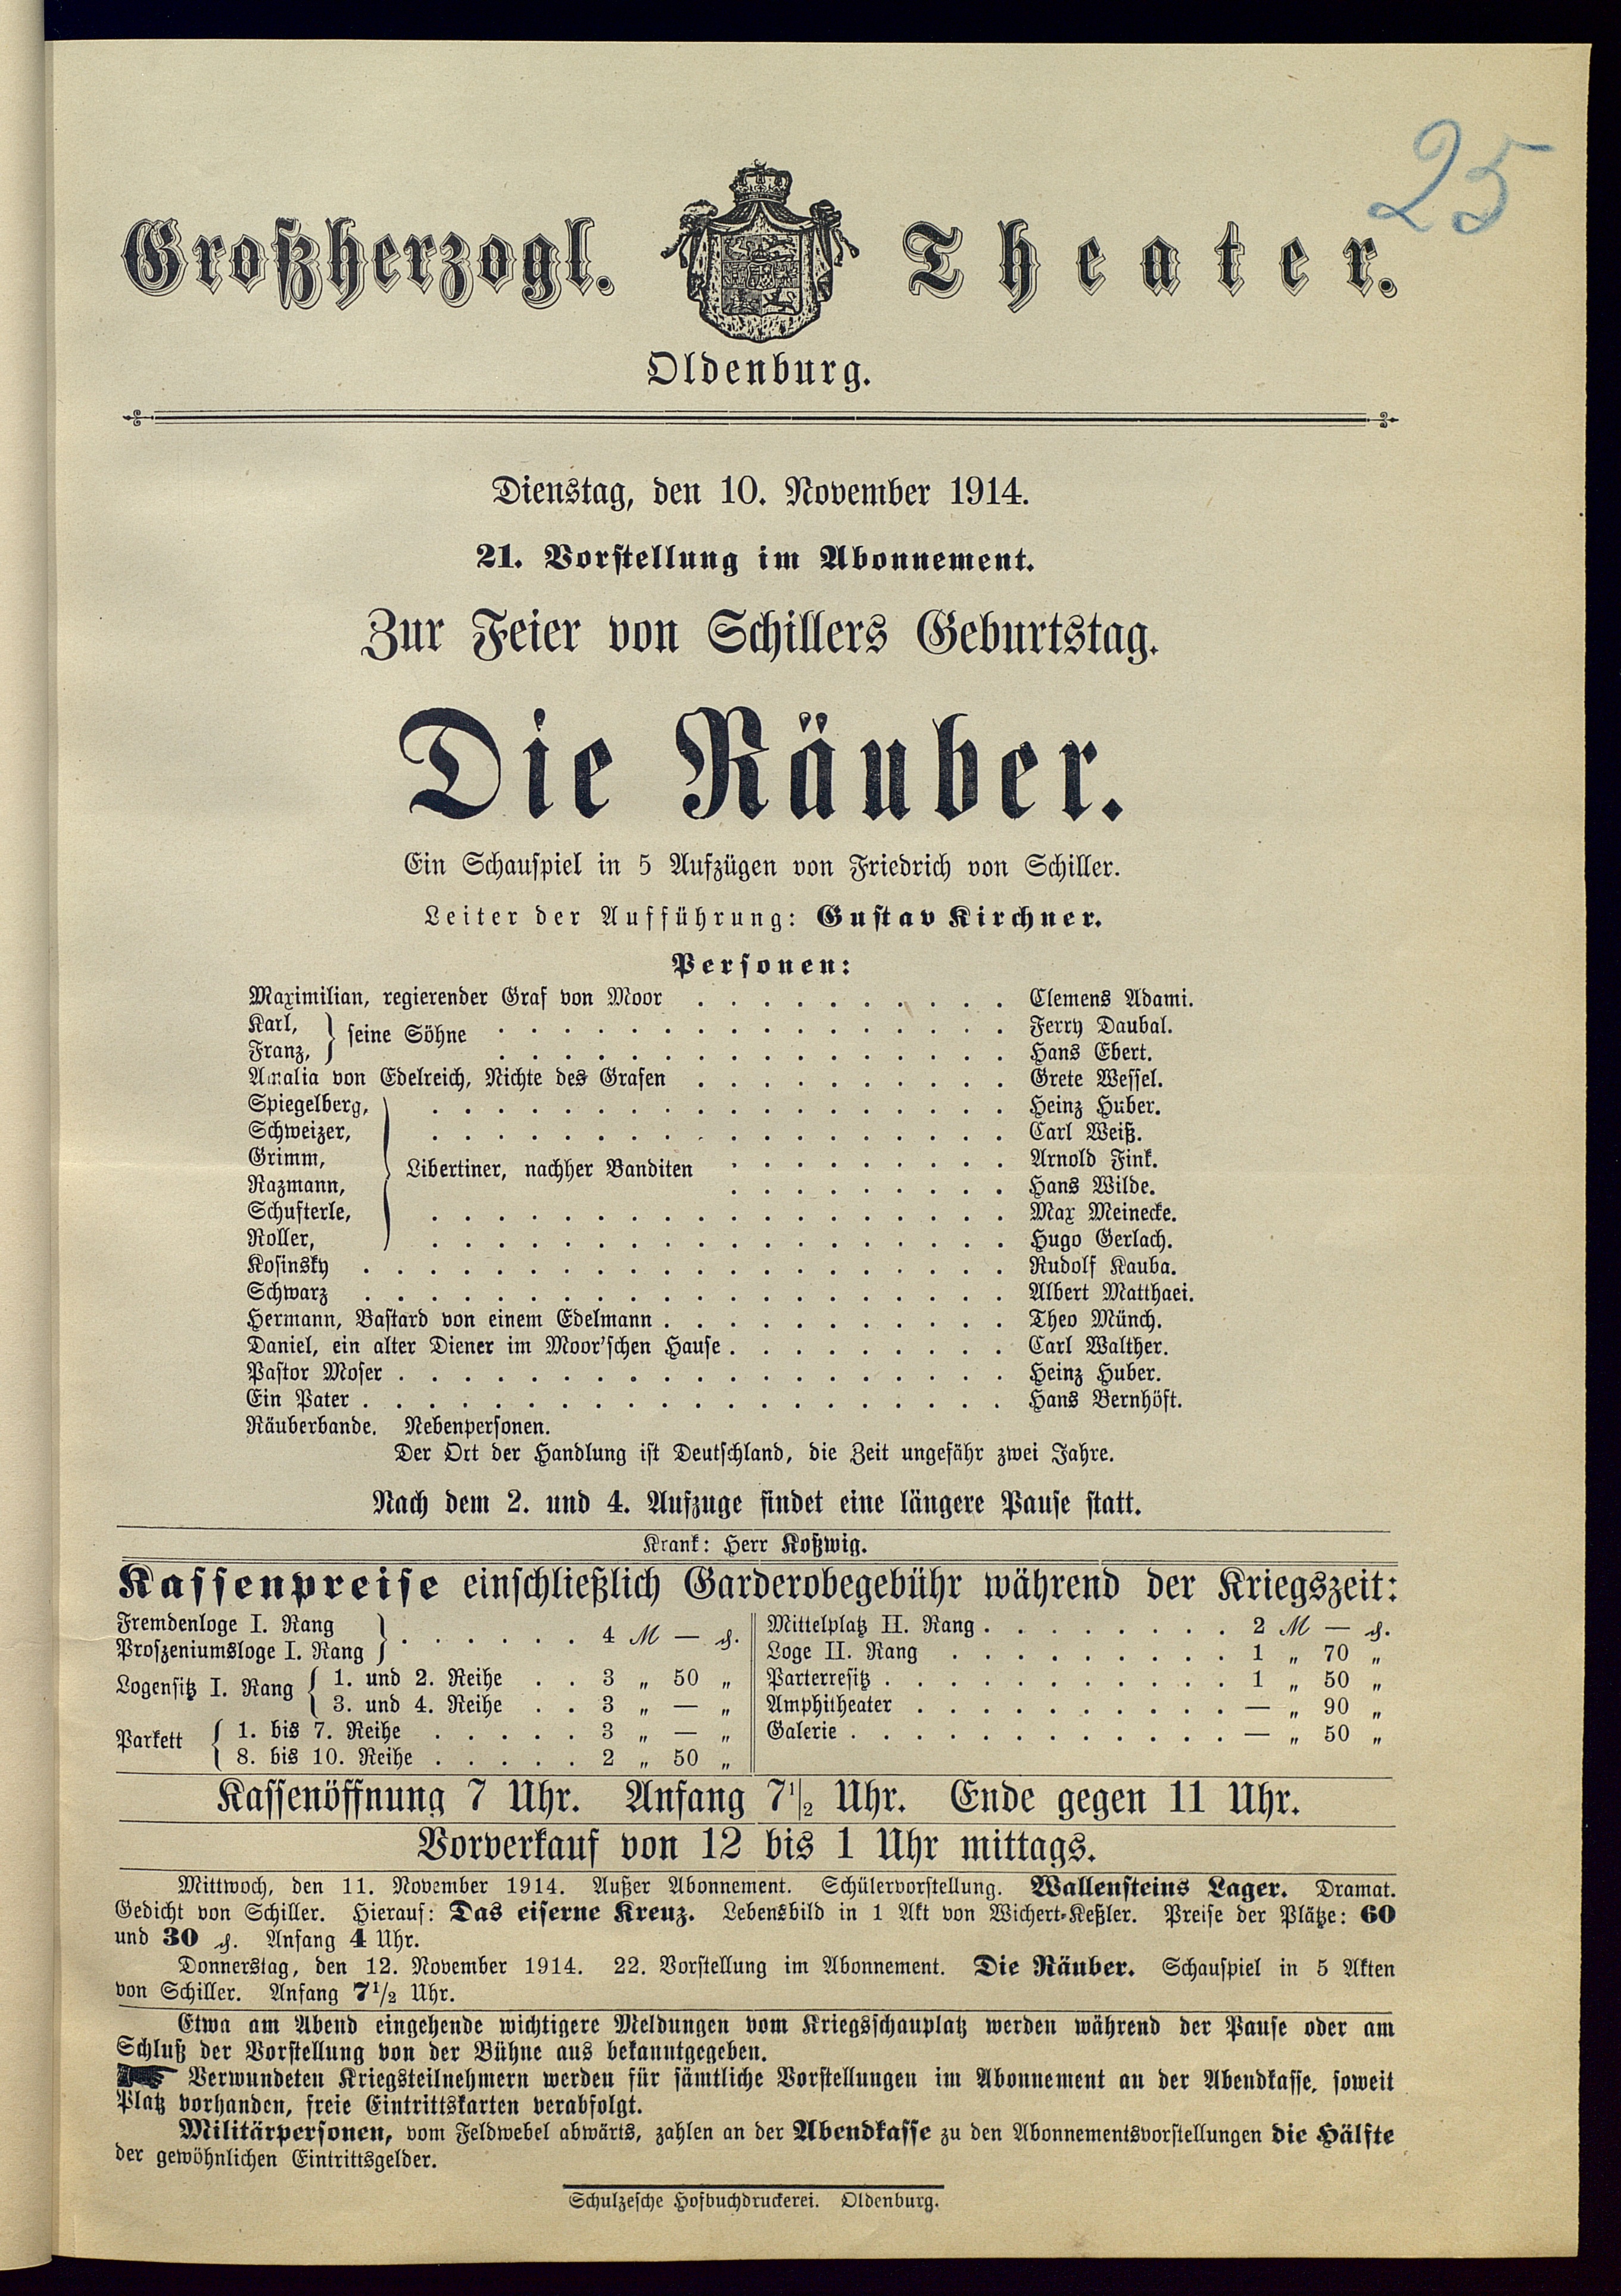 25
Großherzogl. Theater.
Oldenburg.
Dienstag, den 10. November 1914.
21. Vorstellung im Abonnement.
Zur Feier von Schillers Geburtstag.
Die Räuber.
Ein Schauspiel in 5 Aufzügen von Friedrich von Schiller.
Leiter der Aufführung: Gustav Kirchner.
Personen:
Maximilian, regierender Graf von Moor . . . . . . . . . . Clemens Adami.
Karl, } seine Söhne . . . . . . . . . . . . . . . . Ferry Daubal.
Franz, . . . . . . . . . . . . . . . . Hans Ebert.
Amalia von Edelreich, Nichte des Grafen . . . . . . . . . . Grete Wessel.
Spiegelberg, . . . . . . . . . . . . . . . . . . Heinz Huber.
Schweizer, . . . . . . . . . . . . . . . . . . Carl Weiß.
Grimm, } Libertiner, nachher Banditen . . . . . . . . . Arnold Fink.
Razmann, . . . . . . . . . Hans Wilde.
Schufterle, . . . . . . . . . . . . . . . . . . Max Meinecke.
Roller, . . . . . . . . . . . . . . . . . . Hugo Gerlach.
Kosinsky . . . . . . . . . . . . . . . . . . . . Rudolf Kauba.
Schwarz . . . . . . . . . . . . . . . . . . . . Albert Matthaei.
Hermann, Bastard von einem Edelmann . . . . . . . . . . . Theo Münch.
Daniel, ein alter Diener im Moor'schen Hause . . . . . . . . . Carl Walther.
Pastor Moser . . . . . . . . . . . . . . . . . . . Heinz Huber.
Ein Pater . . . . . . . . . . . . . . . . . . . . Hans Bernhöft.
Räuberbande. Nebenpersonen.
Der Ort der Handlung ist Deutschland, die Zeit ungefähr zwei Jahre.
Nach dem 2. und 4. Aufzuge findet eine längere Pause statt.
Krank: Herr Koßwig.
Kassenpreise einschließlich Garderobegebühr während der Kriegszeit:
Fremdenloge I. Rang
Proszeniumsloge I. Rang } . . . . . . 4 M — ₰.
Logensitz I. Rang { 1. und 2. Reihe . . 3 „ 50 „
3. und 4. Reihe . . 3 „ — „
Parkett { 1. bis 7. Reihe . . . . . 3 „ — „
8. bis 10. Reihe . . . . . 2 „ 50 „
Mittelplatz II. Rang . . . . . . . . 2 M — ₰.
Loge II. Rang . . . . . . . . . 1 „ 70 „
Parterresitz . . . . . . . . . . . 1 „ 50 „
Amphitheater . . . . . . . . . . — „ 90 „
Galerie . . . . . . . . . . . . — „ 50 „
Kassenöffnung 7 Uhr. Anfang 7½ Uhr. Ende gegen 11 Uhr.
Vorverkauf von 12 bis 1 Uhr mittags.
Mittwoch, den 11. November 1914. Außer Abonnement. Schülervorstellung. Wallensteins Lager. Dramat.
Gedicht von Schiller. Hierauf: Das eiserne Kreuz. Lebensbild in 1 Akt von Wichert-Keßler. Preise der Plätze: 60
und 30 ₰. Anfang 4 Uhr.
Donnerstag, den 12. November 1914. 22. Vorstellung im Abonnement. Die Räuber. Schauspiel in 5 Akten
von Schiller. Anfang 7½ Uhr.
Etwa am Abend eingehende wichtigere Meldungen vom Kriegsschauplatz werden während der Pause oder am
Schluß der Vorstellung von der Bühne aus bekanntgegeben.
Verwundeten Kriegsteilnehmern werden für sämtliche Vorstellungen im Abonnement an der Abendkasse, soweit
Platz vorhanden, freie Eintrittskarten verabfolgt.
Militärpersonen, vom Feldwebel abwärts, zahlen an der Abendkasse zu den Abonnementsvorstellungen die Hälfte
der gewöhnlichen Eintrittsgelder.
Schulzesche Hofbuchdruckerei. Oldenburg.